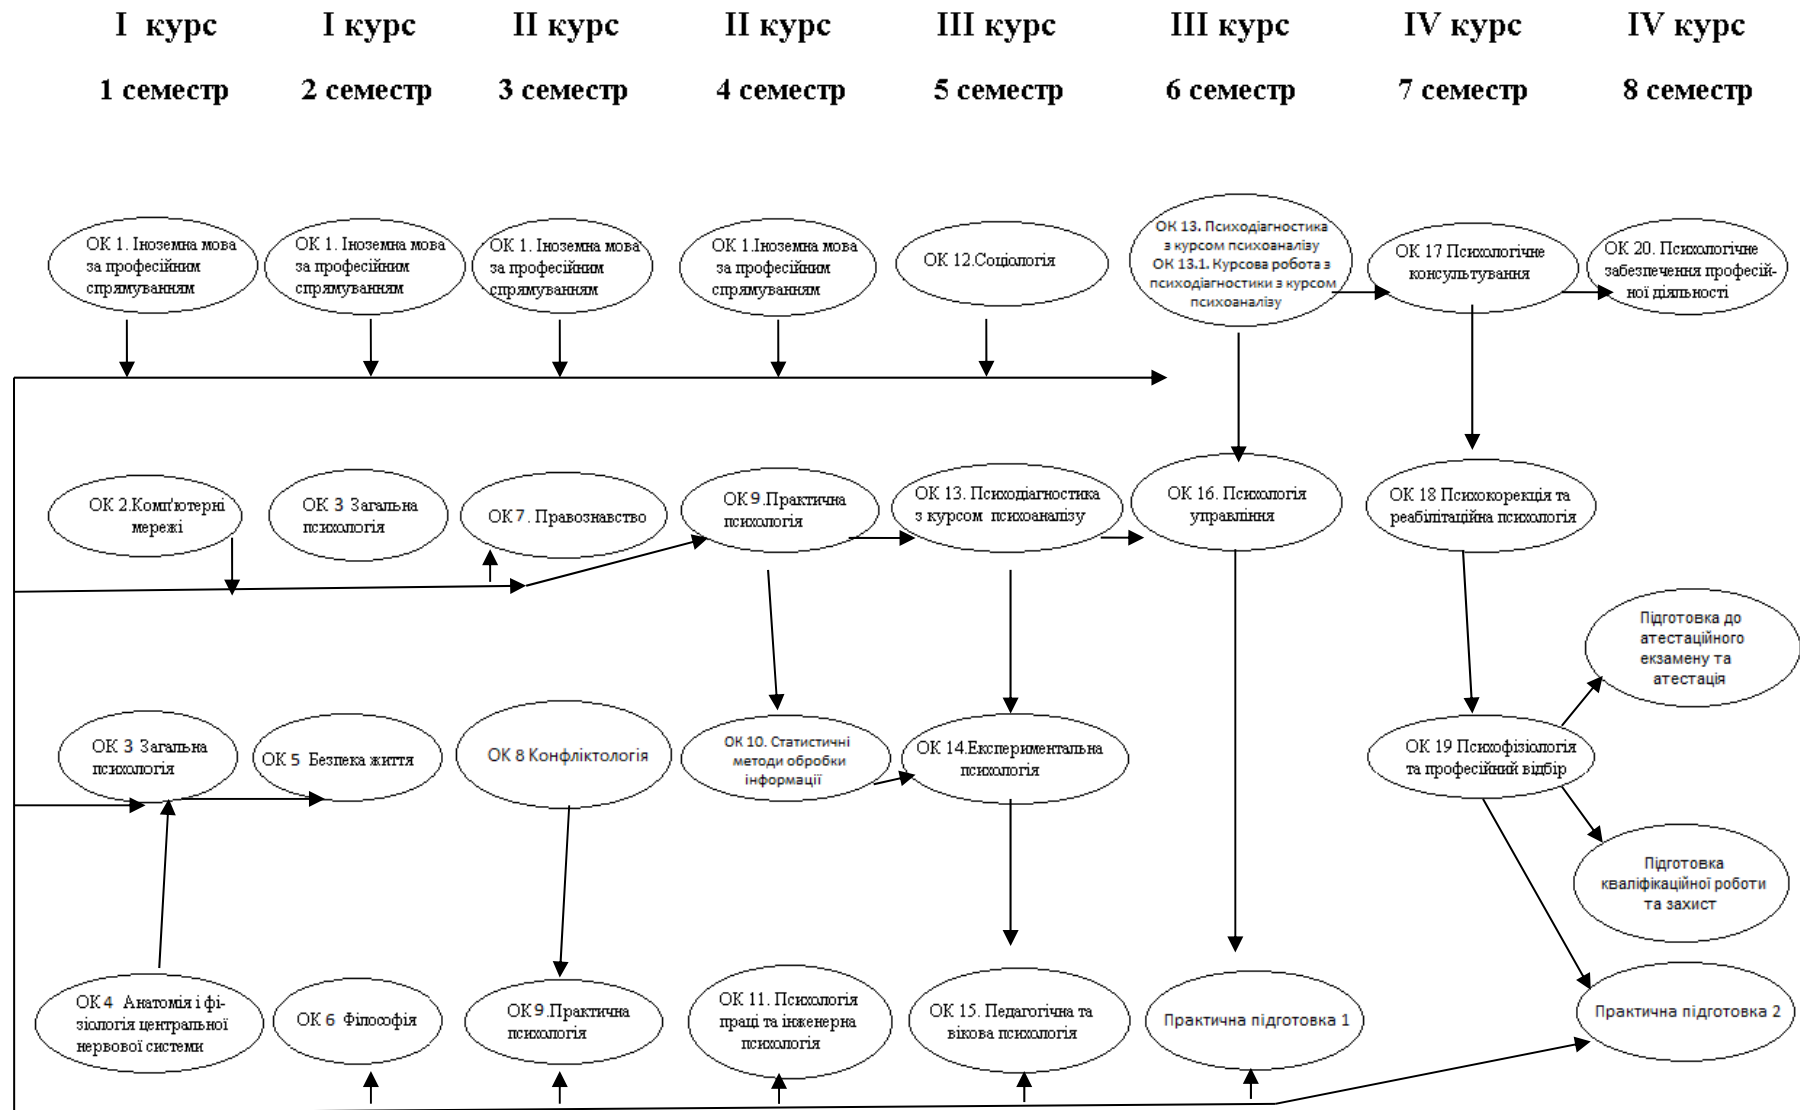 I курс
I курс
II курс
II курс
III курс
III курс
IV курс
IV курс
1 семестр
2 семестр
3 семестр
4 семестр
5 семестр
6 семестр
7 семестр
8 семестр
ОК 1. Іноземна мова
за професійним
спрямуванням
ОК 1. Іноземна мова
за професійним
спрямуванням
ОК 1. Іноземна мова
за професійним
спрямуванням
ОК 1.Іноземна мова
за професійним
спрямуванням
ОК 12.Соціологія
ОК 13. Психодіагностика
з курсом психоаналізу
ОК 13.1. Курсова робота з
психодіагностики з курсом
психоаналізу
ОК 17 Психологічне
консультування
ОК 20. Психологічне
забезпечення професій-
ної діяльності
ОК 2.Комп'ютерні
мережі
ОК 3 Загальна
психологія
ОК 7. Правознавство
ОК 9.Практична
психологія
ОК 13. Психодіагностика
з курсом психоаналізу
ОК 16. Психологія
управління
ОК 18 Психокорекція та
реабілітаційна психологія
Підготовка до
атестаційного
екзамену та
атестація
ОК 3 Загальна
психологія
ОК 5 Безпека життя
ОК 8 Конфліктологія
ОК 10. Статистичні
методи обробки
інформації
ОК 14.Експериментальна
психологія
ОК 19 Психофізіологія
та професійний відбір
Підготовка
кваліфікаційної роботи
та захист
ОК 4 Анатомія і фі-
зіологія центральної
нервової системи
ОК 6 Філософія
ОК 9.Практична
психологія
ОК 11. Психологія
праці та інженерна
психологія
ОК 15. Педагогічна та
вікова психологія
Практична підготовка 1
Практична підготовка 2